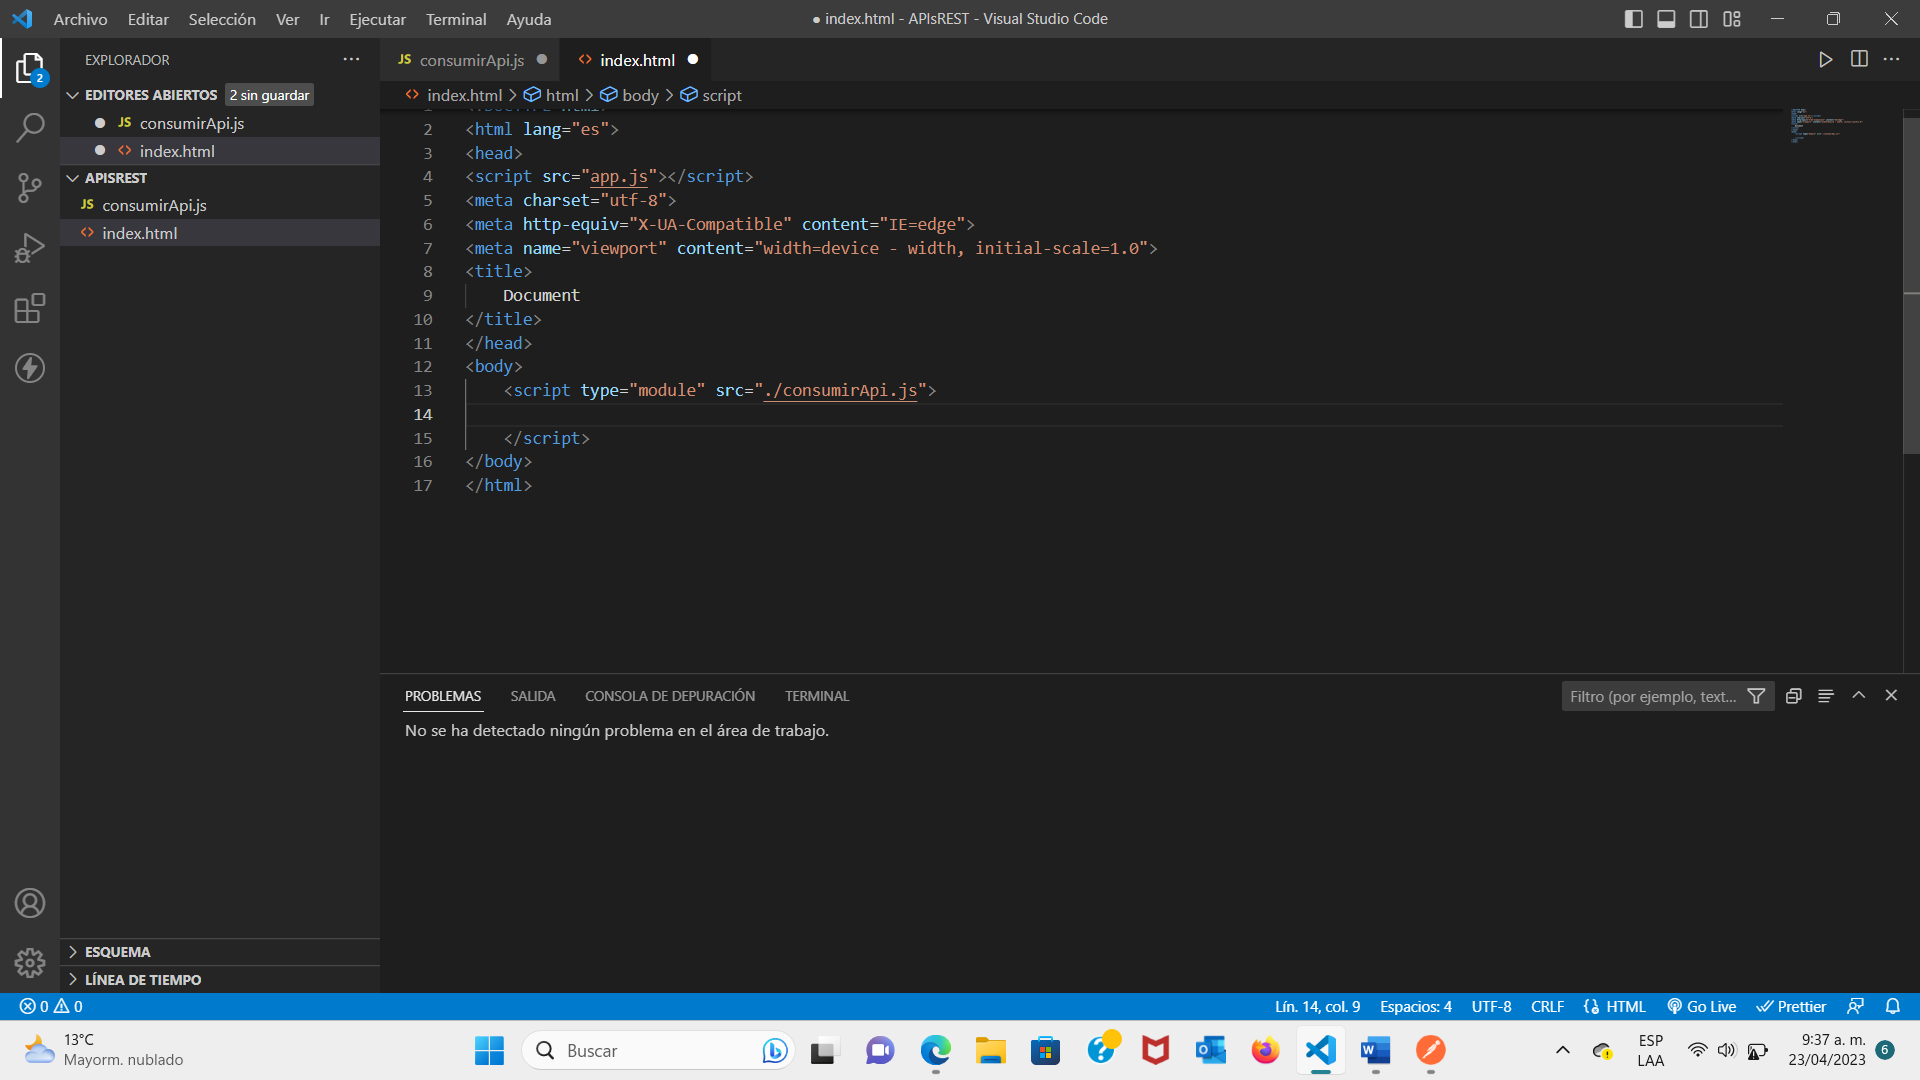 Archivo Editar Selección Ver Ir Ejecutar Terminal Ayuda
● index.html - APIsREST - Visual Studio Code
EXPLORADOR
EDITORES ABIERTOS 2 sin guardar
JS consumirApi.js
index.html
APISREST
JS consumirApi.js
index.html
2
JS consumirApi.js
index.html
index.html > html > body > script
2 <html lang="es">
3 <head>
4 <script src="app.js"></script>
5 <meta charset="utf-8">
6 <meta http-equiv="X-UA-Compatible" content="IE=edge">
7 <meta name="viewport" content="width=device - width, initial-scale=1.0">
8 <title>
9 Document
10 </title>
11 </head>
12 <body>
13 <script type="module" src="./consumirApi.js">
14
15 </script>
16 </body>
17 </html>
PROBLEMAS SALIDA CONSOLA DE DEPURACIÓN TERMINAL
Filtro (por ejemplo, text...
No se ha detectado ningún problema en el área de trabajo.
ESQUEMA
LÍNEA DE TIEMPO
0 0
Lín. 14, col. 9 Espacios: 4 UTF-8 CRLF HTML Go Live Prettier
13°C
Mayorm. nublado
Buscar
ESP
LAA
9:37 a. m.
23/04/2023
6